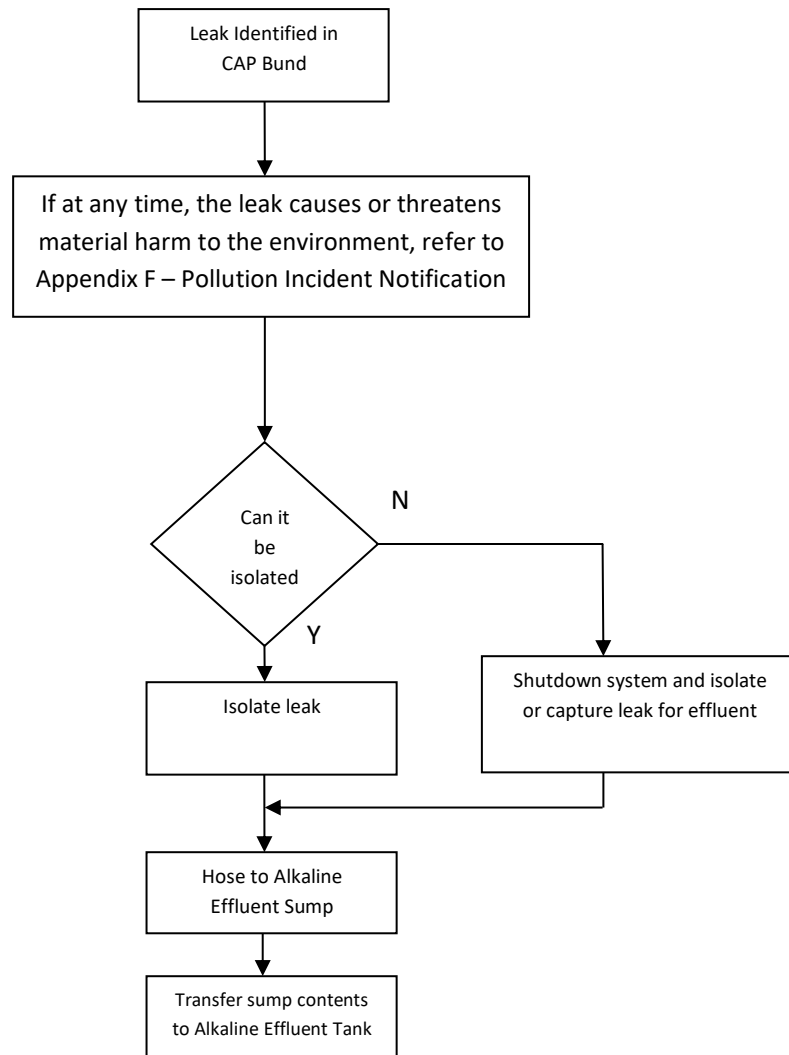 Leak Identified in
CAP Bund
If at any time, the leak causes or threatens
material harm to the environment, refer to
Appendix F – Pollution Incident Notification
N
Can it
be
isolated
Y
Isolate leak
Shutdown system and isolate
or capture leak for effluent
Hose to Alkaline
Effluent Sump
Transfer sump contents
to Alkaline Effluent Tank